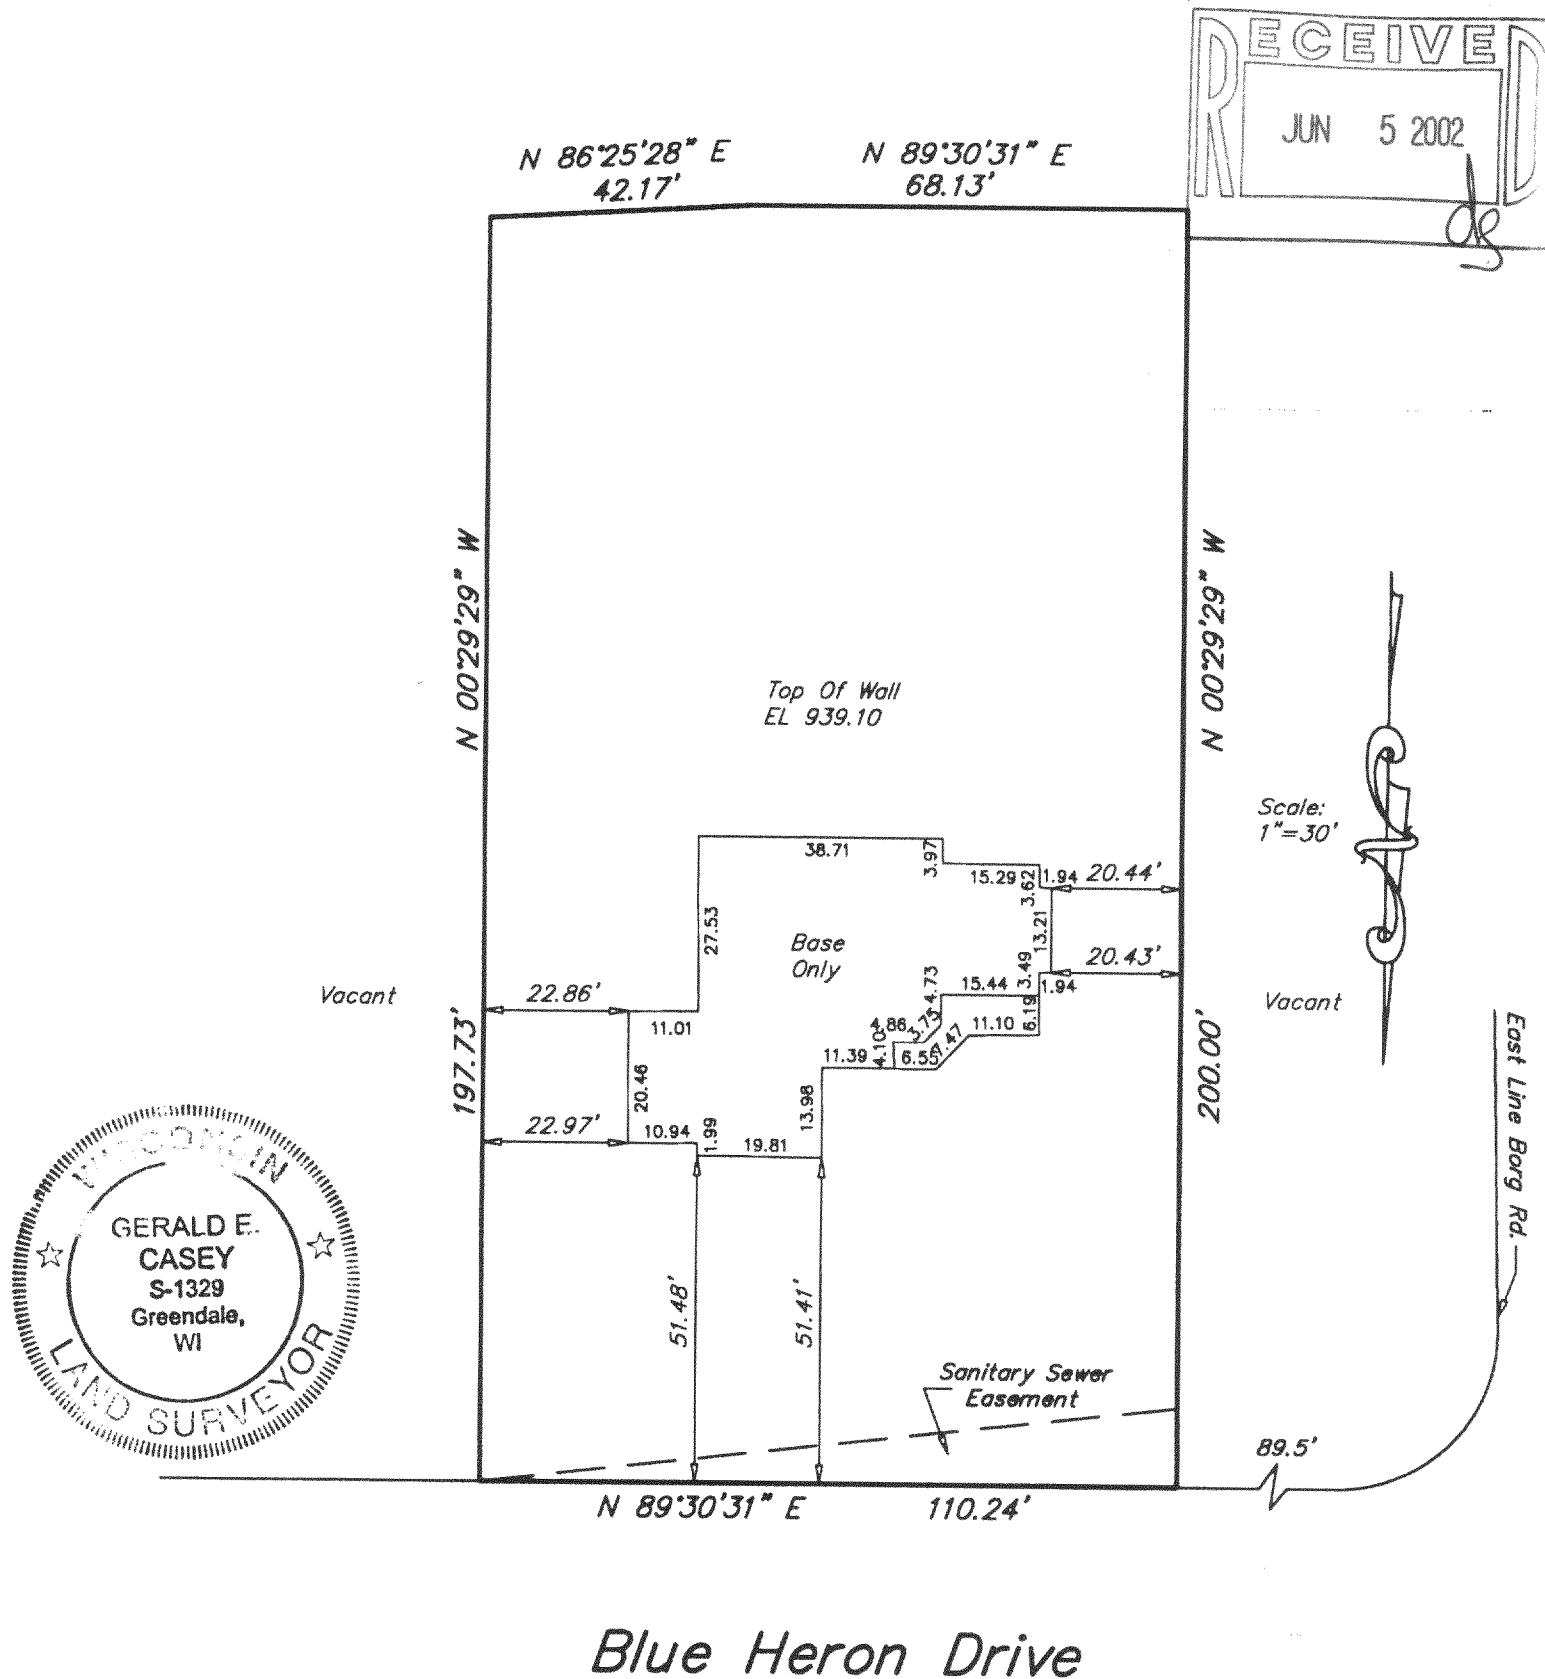 RECEIVED
JUN 5 2002
N 86°25'28" E
42.17'
N 89°30'31" E
68.13'
N 00°29'29" W
197.73'
N 00°29'29" W
200.00'
Top Of Wall
EL 939.10
Scale:
1"=30'
38.71
3.97
15.29
3.62
1.94
20.44'
27.53
13.21
Base
Only
20.43'
3.49
1.94
4.73
15.44
6.19
Vacant
22.86'
11.01
4.86
3.75
7.47
11.10
Vacant
11.39
4.10
6.55
20.46
13.98
22.97'
10.94
1.99
19.81
51.48'
51.41'
East Line Borg Rd.
WISCONSIN
GERALD E.
CASEY
S-1329
Greendale,
WI
LAND SURVEYOR
Sanitary Sewer
Easement
89.5'
N 89°30'31" E
110.24'
Blue Heron Drive